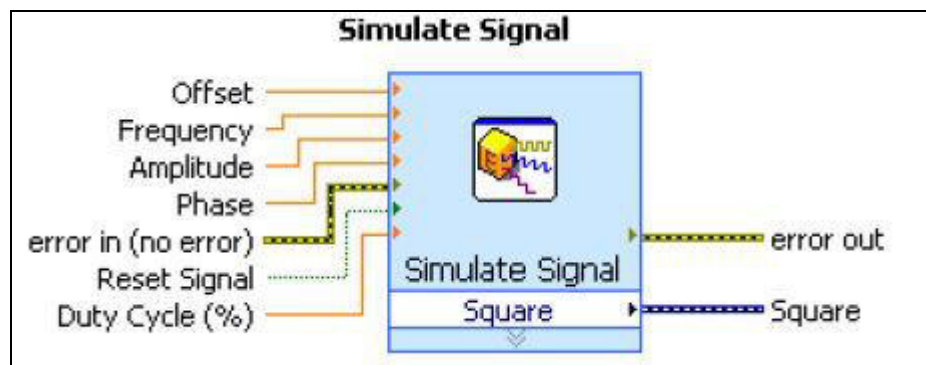 Simulate Signal
Offset
Frequency
Amplitude
Phase
error in (no error)
Reset Signal
Duty Cycle (%)
Simulate Signal
Square
error out
Square